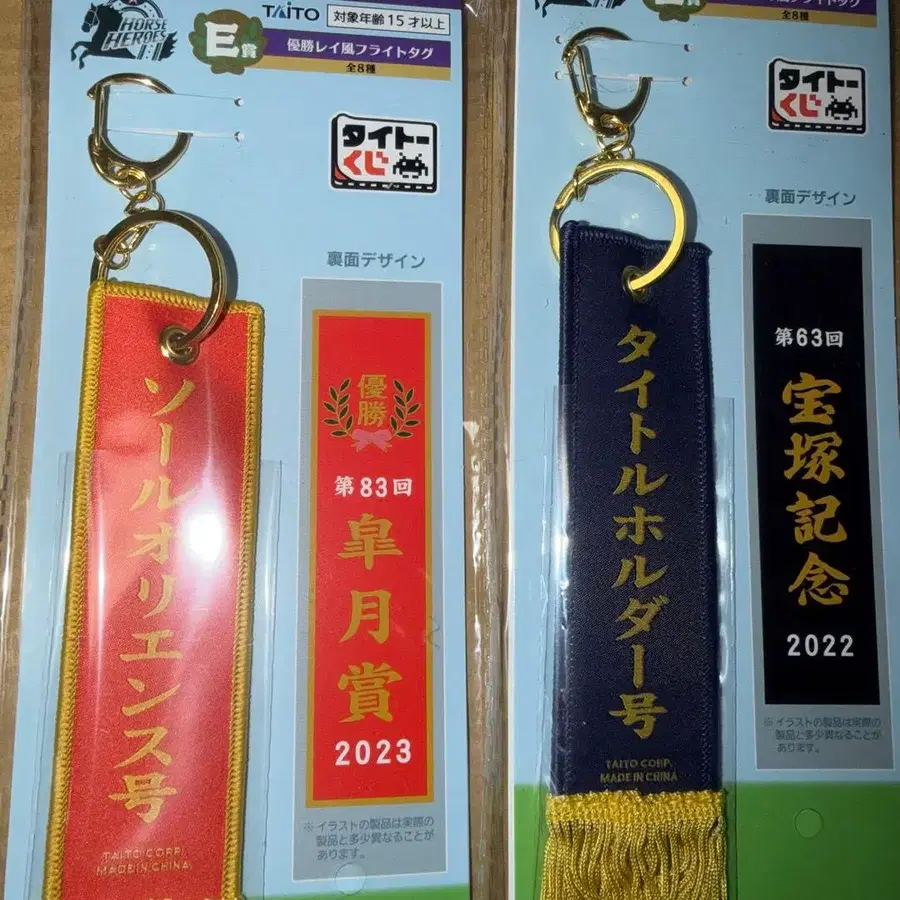 HORSE HEROES
E賞
TAITO
対象年齢15才以上
優勝レイ風フライトタグ
全8種
タイトーくじ
裏面デザイン
ソールオリエンス号
TAITO CORP.
MADE IN CHINA
優勝
第83回
皐月賞
2023
※イラストの製品は実際の
製品と多少異なることが
あります。
フライトタグ
全8種
タイトーくじ
裏面デザイン
タイトルホルダー号
TAITO CORP.
MADE IN CHINA
第63回
宝塚記念
2022
※イラストの製品は実際の
製品と多少異なることが
あります。